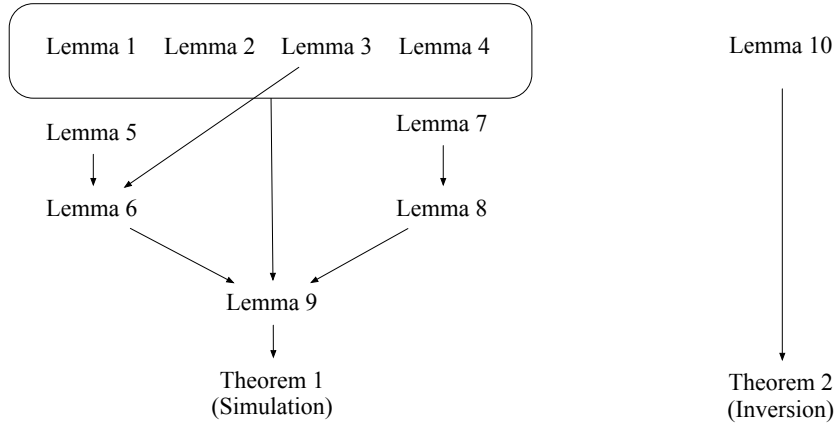 Lemma 1 Lemma 2 Lemma 3 Lemma 4
Lemma 10
Lemma 5
Lemma 7
Lemma 6
Lemma 8
Lemma 9
Theorem 1
(Simulation)
Theorem 2
(Inversion)